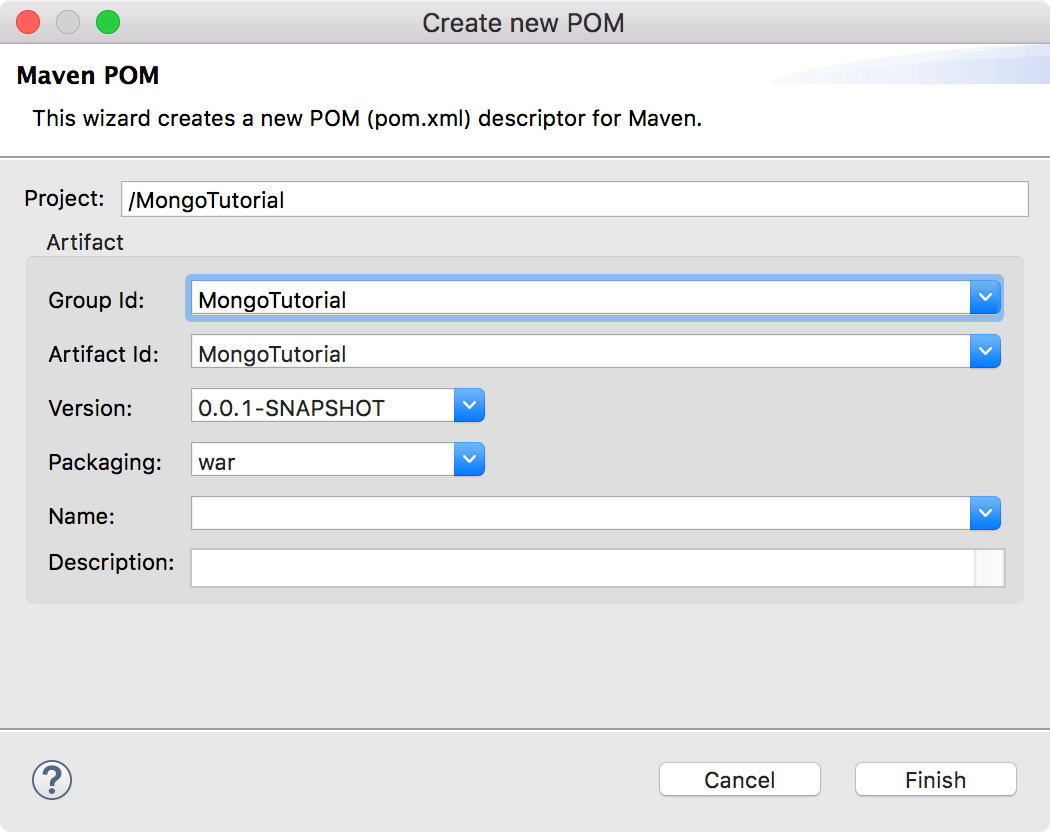 Create new POM
Maven POM
This wizard creates a new POM (pom.xml) descriptor for Maven.
Project: /MongoTutorial
Artifact
Group Id: MongoTutorial
Artifact Id: MongoTutorial
Version: 0.0.1-SNAPSHOT
Packaging: war
Name:
Description:
? Cancel Finish